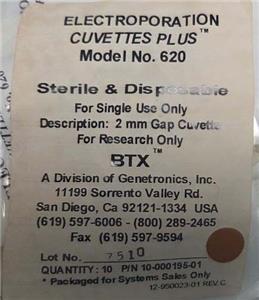 ELECTROPORATION
CUVETTES PLUS™
Model No. 620
Sterile & Disposable
For Single Use Only
Description: 2 mm Gap Cuvette
For Research Only
BTX™
A Division of Genetronics, Inc.
11199 Sorrento Valley Rd.
San Diego, Ca 92121-1334 USA
(619) 597-6006 - (800) 289-2465
Fax (619) 597-9594
Lot No. 7510
QUANTITY: 10 P/N 10-000195-01
* Packaged for Systems Sales Only
12-950023-01 REV C